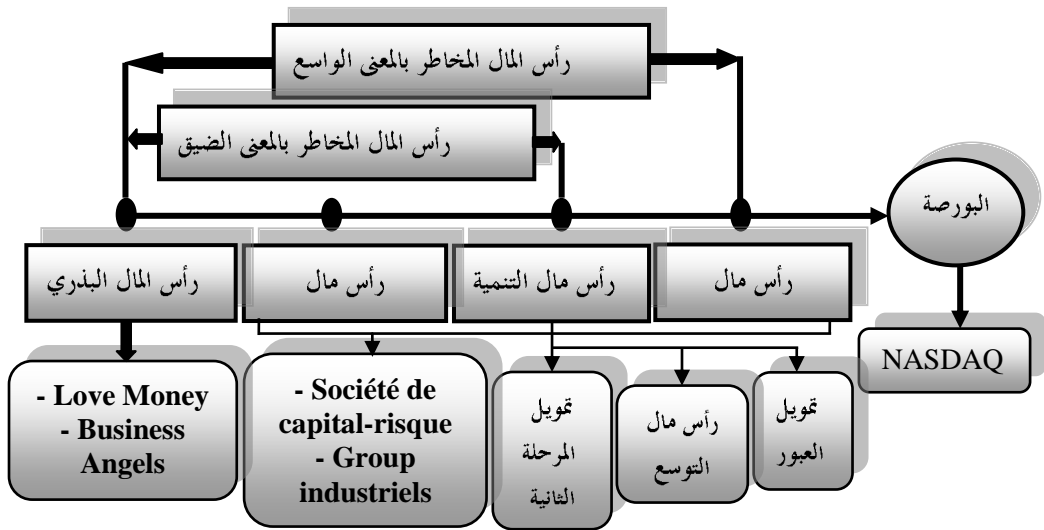 رأس المال المخاطر بالمعنى الواسع
رأس المال المخاطر بالمعنى الضيق
البورصة
رأس المال البذري
رأس مال
رأس مال التنمية
رأس مال
- Love Money
- Business
Angels
- Société de
capital-risque
- Group
industriels
تمويل
المرحلة
الثانية
رأس مال
التوسع
تمويل
العبور
NASDAQ